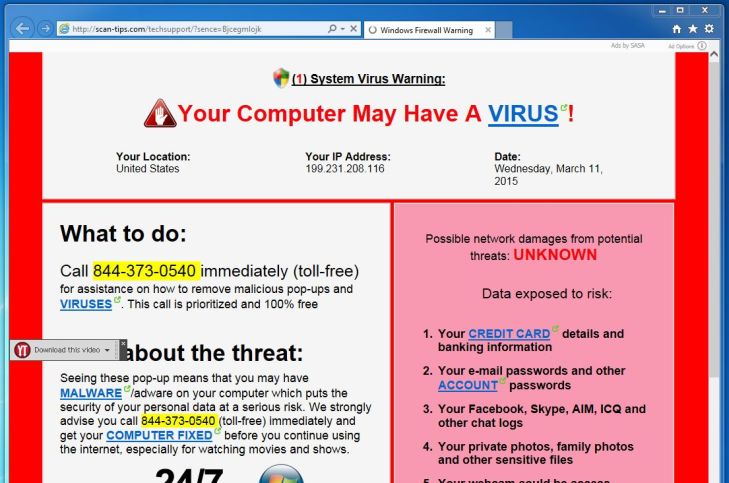 http://scan-tips.com/techsupport/?sence=Bjcegmlojk
Windows Firewall Warning
Ads by SASA
Ad Options
(1) System Virus Warning:
Your Computer May Have A VIRUS!
Your Location:
United States
Your IP Address:
199.231.208.116
Date:
Wednesday, March 11,
2015
What to do:
Call 844-373-0540 immediately (toll-free)
for assistance on how to remove malicious pop-ups and
VIRUSES. This call is prioritized and 100% free
YT Download this video
about the threat:
Seeing these pop-up means that you may have
MALWARE/adware on your computer which puts the
security of your personal data at a serious risk. We strongly
advise you call 844-373-0540 (toll-free) immediately and
get your COMPUTER FIXED before you continue using
the internet, especially for watching movies and shows.
24/7
Possible network damages from potential
threats: UNKNOWN
Data exposed to risk:
1. Your CREDIT CARD details and
banking information
2. Your e-mail passwords and other
ACCOUNT passwords
3. Your Facebook, Skype, AIM, ICQ and
other chat logs
4. Your private photos, family photos
and other sensitive files
5. Your webcam could be access